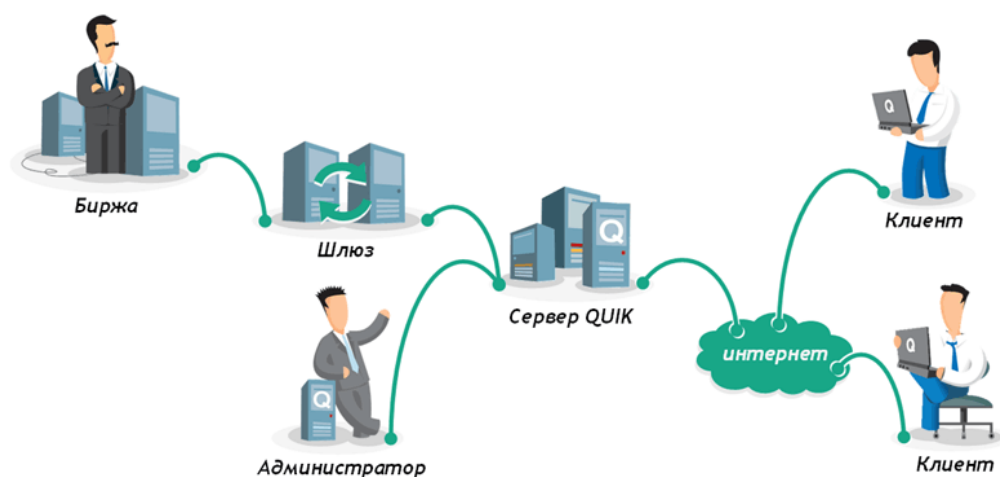 Биржа
Шлюз
Q
Сервер QUIK
Q
Администратор
интернет
Q
Клиент
Q
Клиент